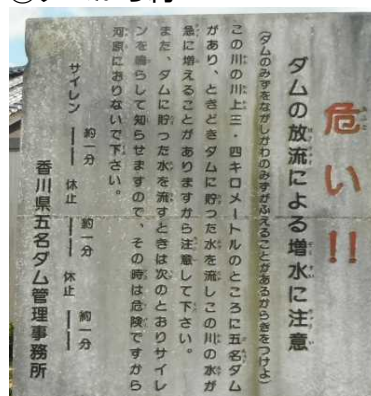 危い!!
ダムの放流による増水に注意
(ダムのみずをながしかわのみずがふえることがあるからきをつけよ)
この川の川上三・四キロメートルのところに五名ダム
があり、ときどきダムに貯った水を流しこの川の水が
急に増えることがありますから注意して下さい。
また、ダムに貯った水を流すときは次のとおりサイレ
ンを鳴らして知らせますので、その時は危険ですから
河原におりないで下さい。
サイレン 約一分 休止 約一分 休止 約一分
香川県五名ダム管理事務所